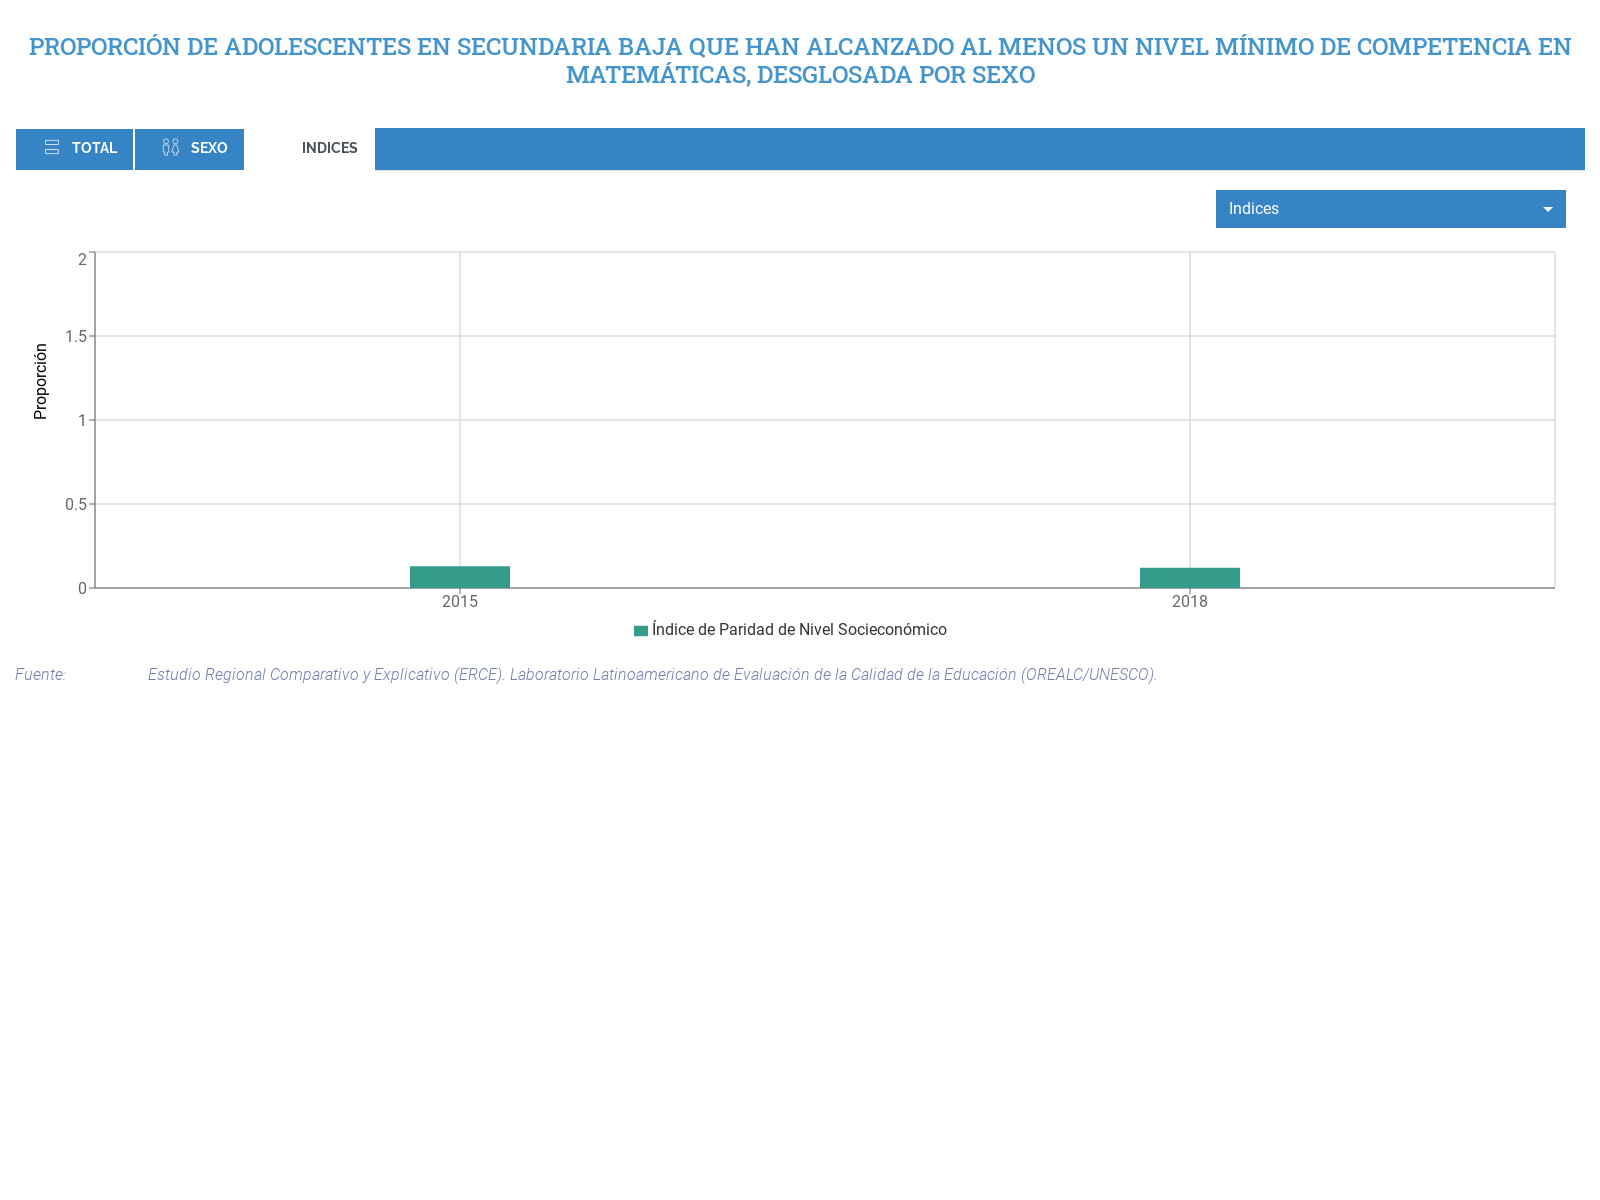 PROPORCIÓN DE ADOLESCENTES EN SECUNDARIA BAJA QUE HAN ALCANZADO AL MENOS UN NIVEL MÍNIMO DE COMPETENCIA EN
MATEMÁTICAS, DESGLOSADA POR SEXO
TOTAL SEXO INDICES
Indices
Proporción
2
1.5
1
0.5
0
2015 2018
Índice de Paridad de Nivel Socieconómico
Fuente: Estudio Regional Comparativo y Explicativo (ERCE). Laboratorio Latinoamericano de Evaluación de la Calidad de la Educación (OREALC/UNESCO).